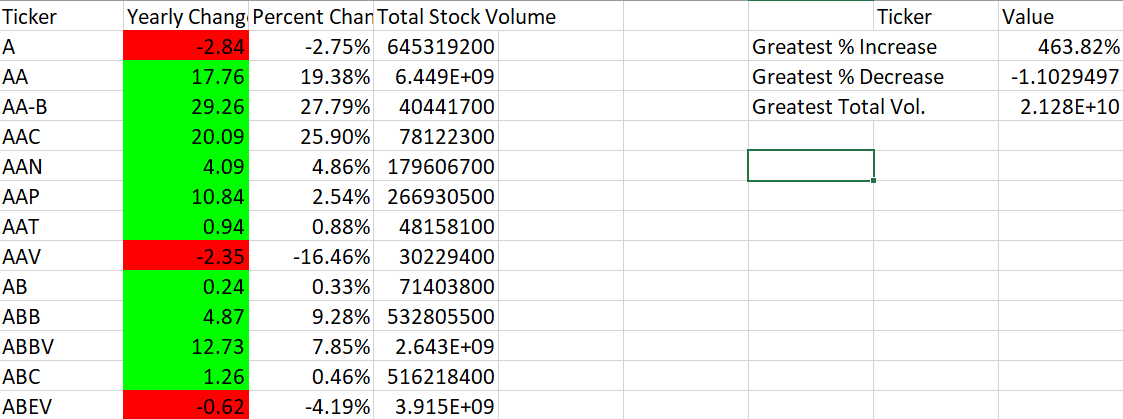 Ticker Yearly Chang Percent Chan Total Stock Volume Ticker Value
A -2.84 -2.75% 645319200 Greatest % Increase 463.82%
AA 17.76 19.38% 6.449E+09 Greatest % Decrease -1.1029497
AA-B 29.26 27.79% 40441700 Greatest Total Vol. 2.128E+10
AAC 20.09 25.90% 78122300
AAN 4.09 4.86% 179606700
AAP 10.84 2.54% 266930500
AAT 0.94 0.88% 48158100
AAV -2.35 -16.46% 30229400
AB 0.24 0.33% 71403800
ABB 4.87 9.28% 532805500
ABBV 12.73 7.85% 2.643E+09
ABC 1.26 0.46% 516218400
ABEV -0.62 -4.19% 3.915E+09